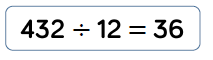 432 ÷ 12 = 36